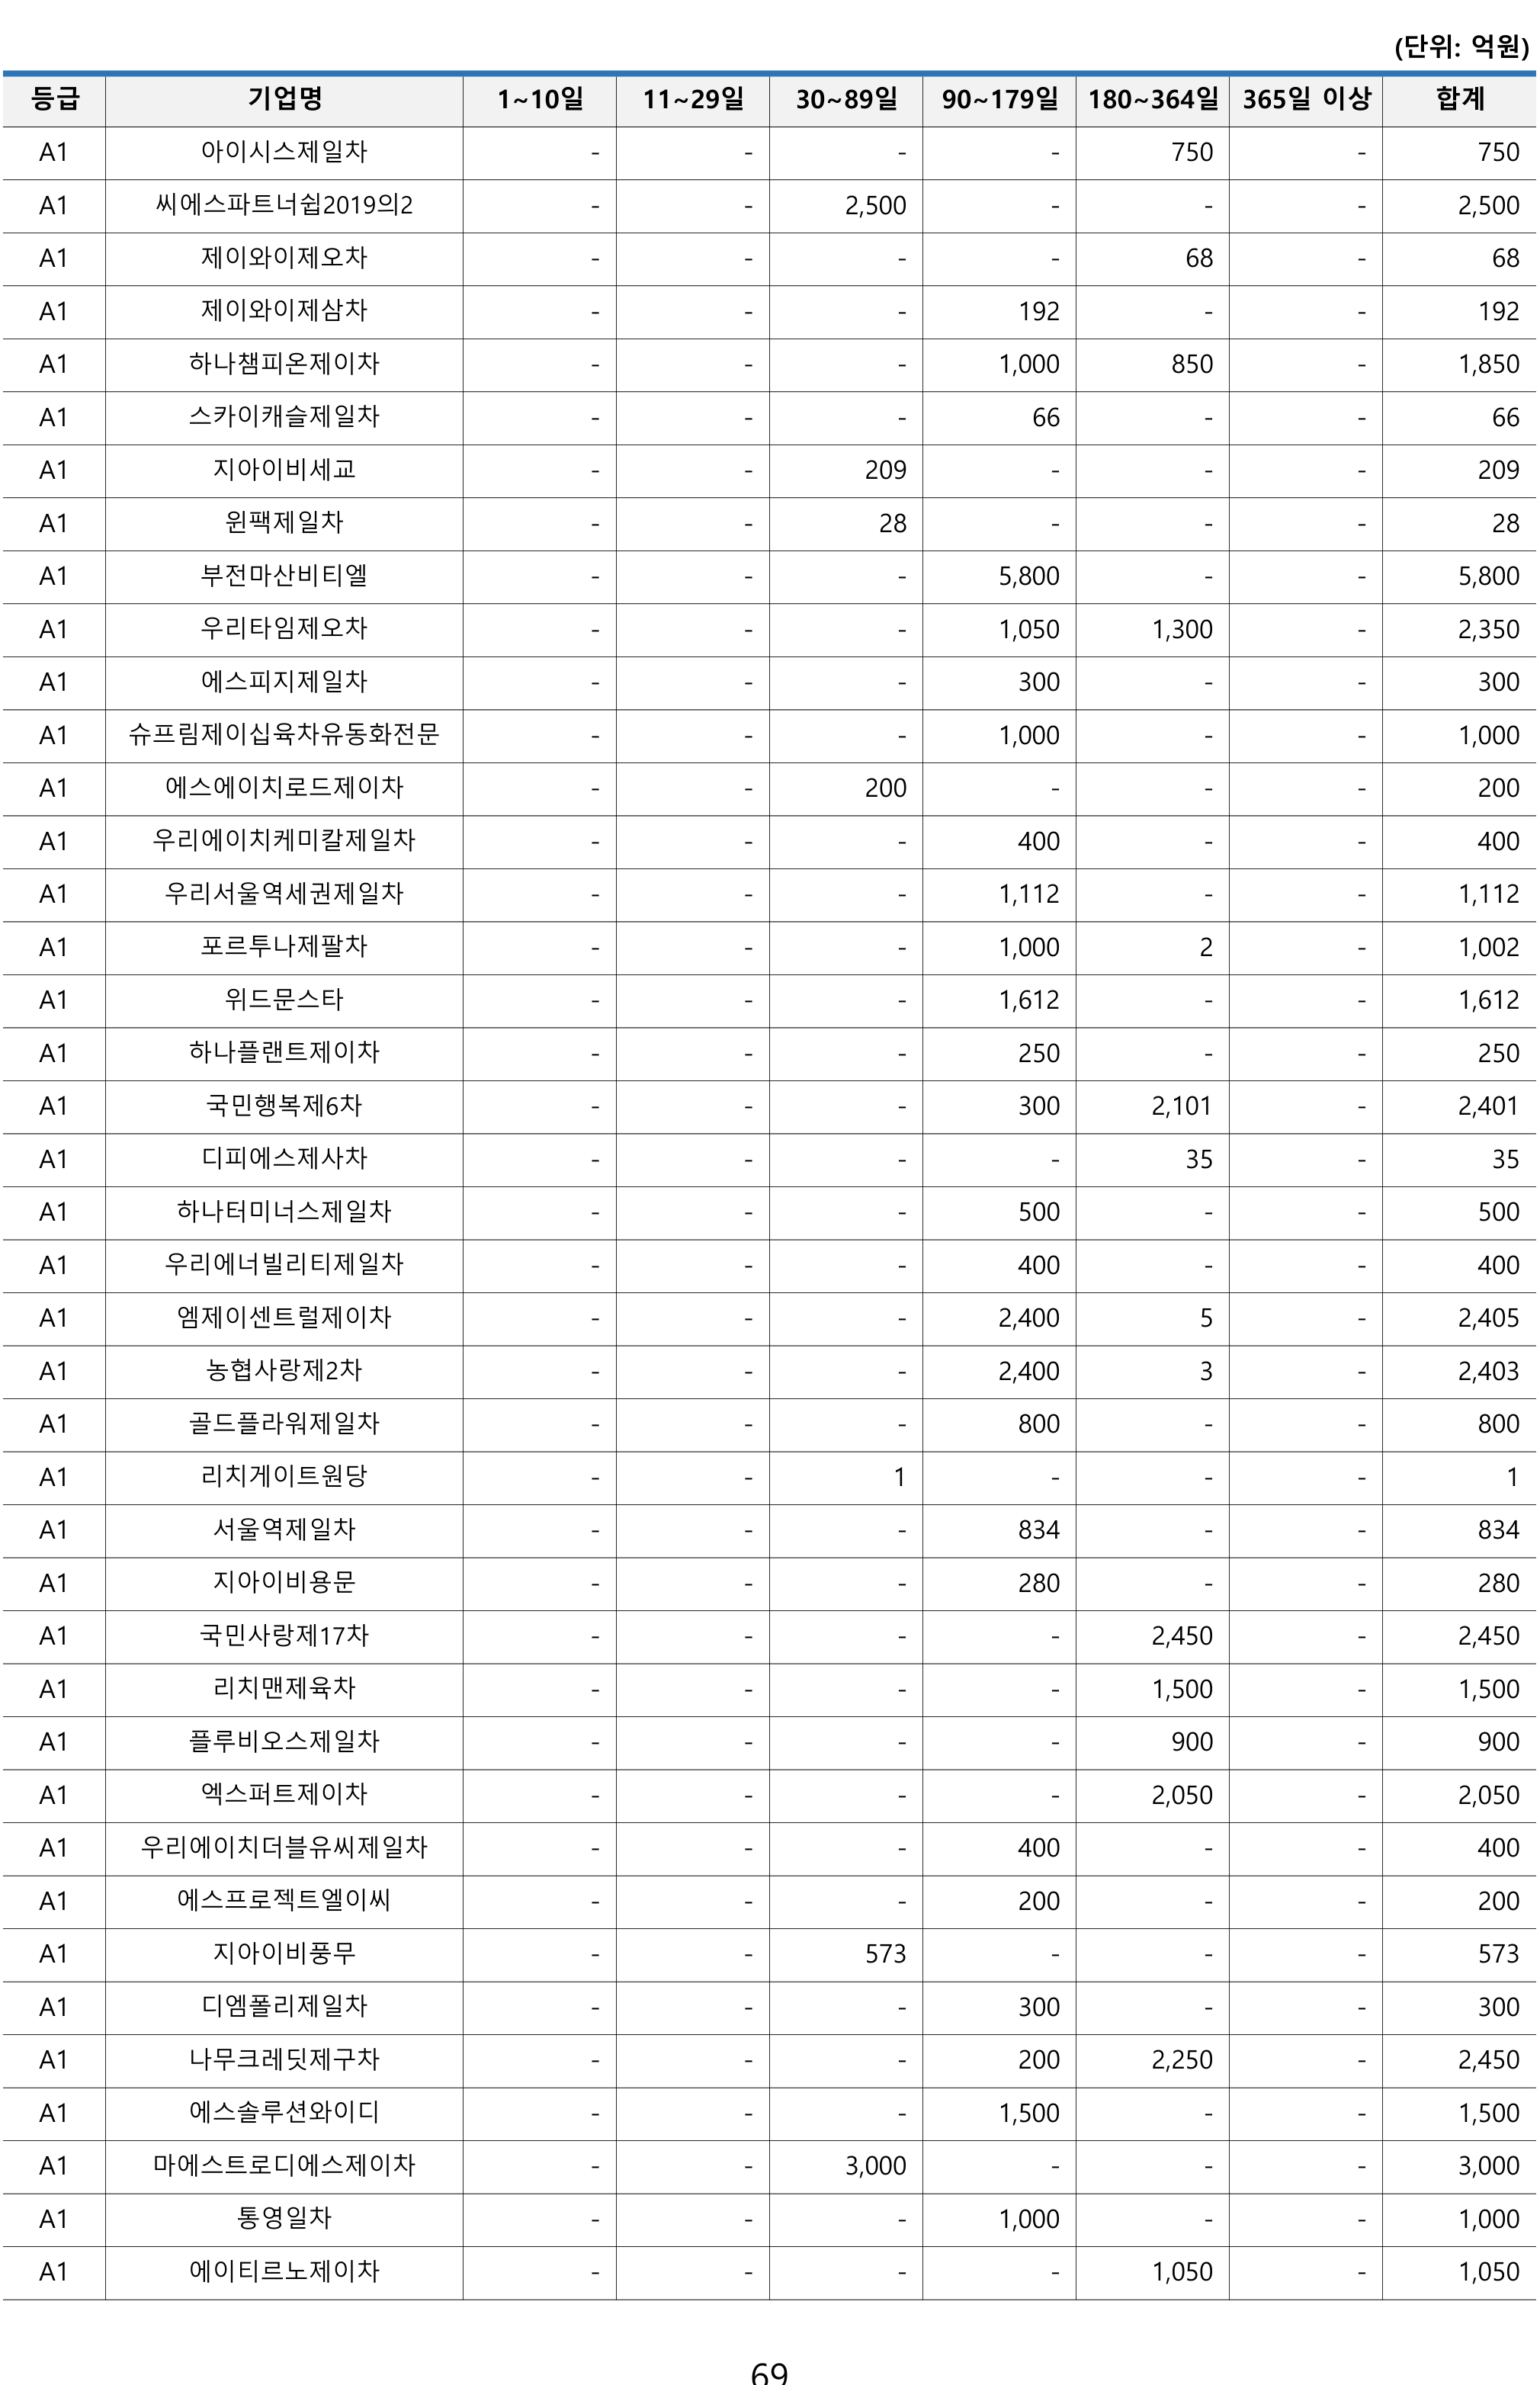 (단위: 억원)
등급 기업명 1~10일 11~29일 30~89일 90~179일 180~364일 365일 이상 합계
A1 아이시스제일차 - - - - 750 - 750
A1 씨에스파트너쉽2019의2 - - 2,500 - - - 2,500
A1 제이와이제오차 - - - - 68 - 68
A1 제이와이제삼차 - - - 192 - - 192
A1 하나챔피온제이차 - - - 1,000 850 - 1,850
A1 스카이캐슬제일차 - - - 66 - - 66
A1 지아이비세교 - - 209 - - - 209
A1 윈팩제일차 - - 28 - - - 28
A1 부전마산비티엘 - - - 5,800 - - 5,800
A1 우리타임제오차 - - - 1,050 1,300 - 2,350
A1 에스피지제일차 - - - 300 - - 300
A1 슈프림제이십육차유동화전문 - - - 1,000 - - 1,000
A1 에스에이치로드제이차 - - 200 - - - 200
A1 우리에이치케미칼제일차 - - - 400 - - 400
A1 우리서울역세권제일차 - - - 1,112 - - 1,112
A1 포르투나제팔차 - - - 1,000 2 - 1,002
A1 위드문스타 - - - 1,612 - - 1,612
A1 하나플랜트제이차 - - - 250 - - 250
A1 국민행복제6차 - - - 300 2,101 - 2,401
A1 디피에스제사차 - - - - 35 - 35
A1 하나터미너스제일차 - - - 500 - - 500
A1 우리에너빌리티제일차 - - - 400 - - 400
A1 엠제이센트럴제이차 - - - 2,400 5 - 2,405
A1 농협사랑제2차 - - - 2,400 3 - 2,403
A1 골드플라워제일차 - - - 800 - - 800
A1 리치게이트원당 - - 1 - - - 1
A1 서울역제일차 - - - 834 - - 834
A1 지아이비용문 - - - 280 - - 280
A1 국민사랑제17차 - - - - 2,450 - 2,450
A1 리치맨제육차 - - - - 1,500 - 1,500
A1 플루비오스제일차 - - - - 900 - 900
A1 엑스퍼트제이차 - - - - 2,050 - 2,050
A1 우리에이치더블유씨제일차 - - - 400 - - 400
A1 에스프로젝트엘이씨 - - - 200 - - 200
A1 지아이비풍무 - - 573 - - - 573
A1 디엠폴리제일차 - - - 300 - - 300
A1 나무크레딧제구차 - - - 200 2,250 - 2,450
A1 에스솔루션와이디 - - - 1,500 - - 1,500
A1 마에스트로디에스제이차 - - 3,000 - - - 3,000
A1 통영일차 - - - 1,000 - - 1,000
A1 에이티르노제이차 - - - - 1,050 - 1,050
69